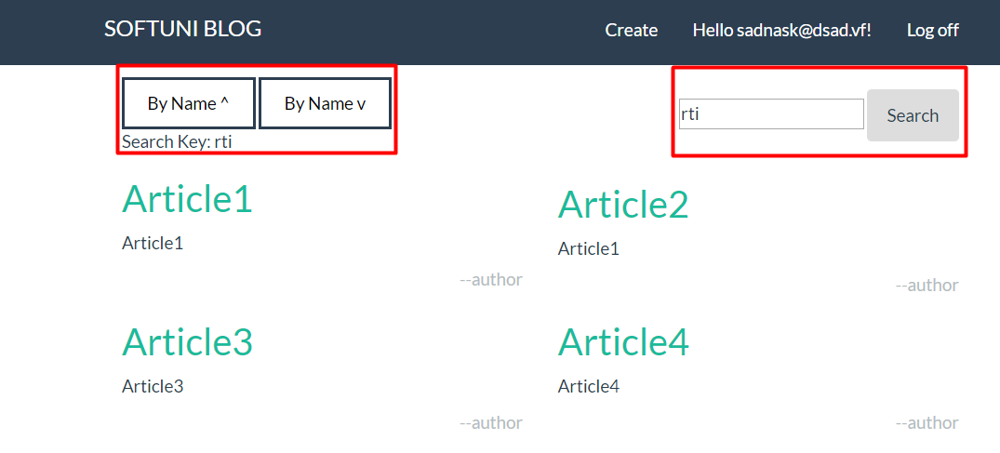 SOFTUNI BLOG
Create Hello sadnask@dsad.vf! Log off
By Name ^ By Name v
Search Key: rti
rti Search
Article1
Article1
--author
Article2
Article1
--author
Article3
Article3
--author
Article4
Article4
--author